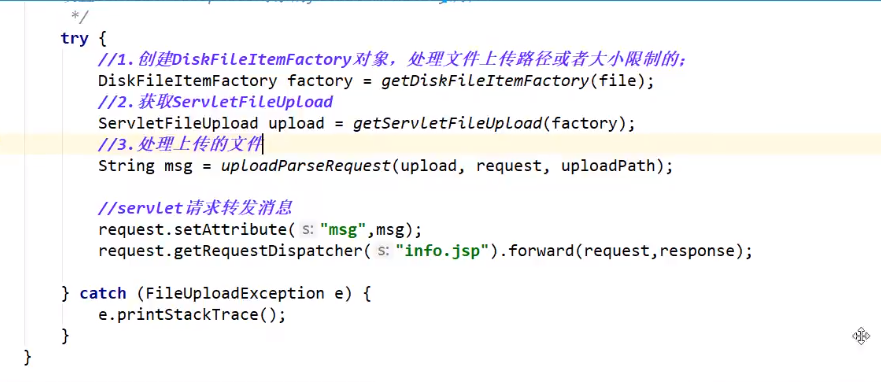 */
try {
//1.创建DiskFileItemFactory对象，处理文件上传路径或者大小限制的；
DiskFileItemFactory factory = getDiskFileItemFactory(file);
//2.获取ServletFileUpload
ServletFileUpload upload = getServletFileUpload(factory);
//3.处理上传的文件
String msg = uploadParseRequest(upload, request, uploadPath);
//servlet请求转发消息
request.setAttribute( s: "msg",msg);
request.getRequestDispatcher( s: "info.jsp").forward(request,response);
} catch (FileUploadException e) {
e.printStackTrace();
}
}